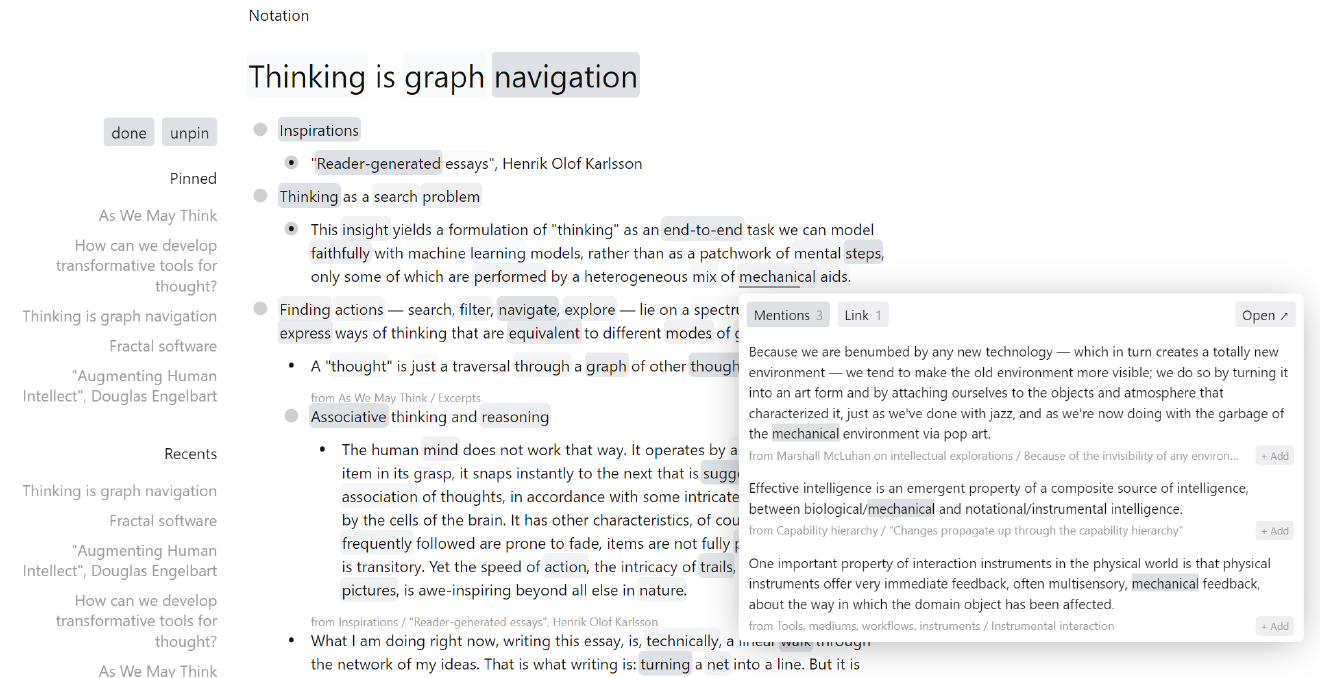 Notation
Thinking is graph navigation
done unpin
Pinned
As We May Think
How can we develop
transformative tools for
thought?
Thinking is graph navigation
Fractal software
"Augmenting Human
Intellect", Douglas Engelbart
Recents
Thinking is graph navigation
Fractal software
"Augmenting Human
Intellect", Douglas Engelbart
How can we develop
transformative tools for
thought?
As We May Think
Inspirations
"Reader-generated essays", Henrik Olof Karlsson
Thinking as a search problem
This insight yields a formulation of "thinking" as an end-to-end task we can model
faithfully with machine learning models, rather than as a patchwork of mental steps,
only some of which are performed by a heterogeneous mix of mechanical aids.
Finding actions — search, filter, navigate, explore — lie on a spectru
express ways of thinking that are equivalent to different modes of g
A "thought" is just a traversal through a graph of other though
from As We May Think / Excerpts
Associative thinking and reasoning
The human mind does not work that way. It operates by a
item in its grasp, it snaps instantly to the next that is sugge
association of thoughts, in accordance with some intricate
by the cells of the brain. It has other characteristics, of cou
frequently followed are prone to fade, items are not fully p
is transitory. Yet the speed of action, the intricacy of trails,
pictures, is awe-inspiring beyond all else in nature.
from Inspirations / "Reader-generated essays", Henrik Olof Karlsson
What I am doing right now, writing this essay, is, technically, a linear walk through
the network of my ideas. That is what writing is: turning a net into a line. But it is
Mentions 3 Link 1 Open ↗
Because we are benumbed by any new technology — which in turn creates a totally new
environment — we tend to make the old environment more visible; we do so by turning it
into an art form and by attaching ourselves to the objects and atmosphere that
characterized it, just as we've done with jazz, and as we're now doing with the garbage of
the mechanical environment via pop art.
from Marshall McLuhan on intellectual explorations / Because of the invisibility of any environ... + Add
Effective intelligence is an emergent property of a composite source of intelligence,
between biological/mechanical and notational/instrumental intelligence.
from Capability hierarchy / "Changes propagate up through the capability hierarchy" + Add
One important property of interaction instruments in the physical world is that physical
instruments offer very immediate feedback, often multisensory, mechanical feedback,
about the way in which the domain object has been affected.
from Tools, mediums, workflows, instruments / Instrumental interaction + Add